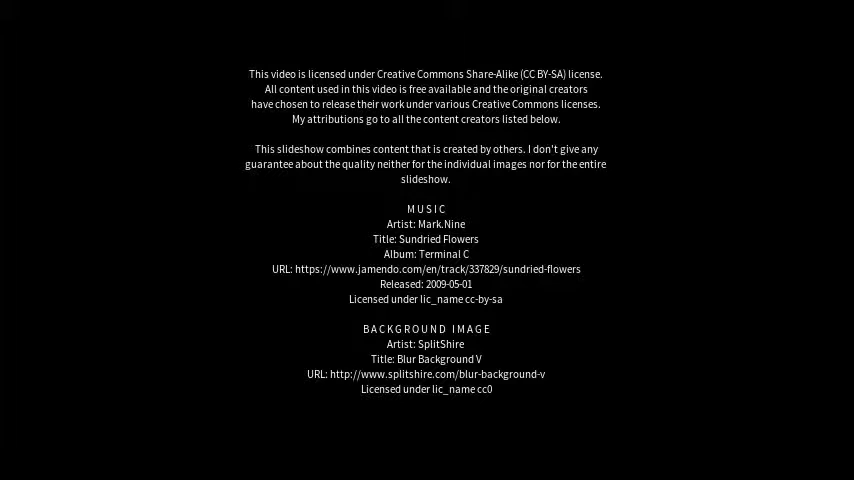 This video is licensed under Creative Commons Share-Alike (CC BY-SA) license.
All content used in this video is free available and the original creators
have chosen to release their work under various Creative Commons licenses.
My attributions go to all the content creators listed below.
This slideshow combines content that is created by others. I don't give any
guarantee about the quality neither for the individual images nor for the entire
slideshow.
MUSIC
Artist: Mark.Nine
Title: Sundried Flowers
Album: Terminal C
URL: https://www.jamendo.com/en/track/337829/sundried-flowers
Released: 2009-05-01
Licensed under lic_name cc-by-sa
BACKGROUND IMAGE
Artist: SplitShire
Title: Blur Background V
URL: http://www.splitshire.com/blur-background-v
Licensed under lic_name cc0